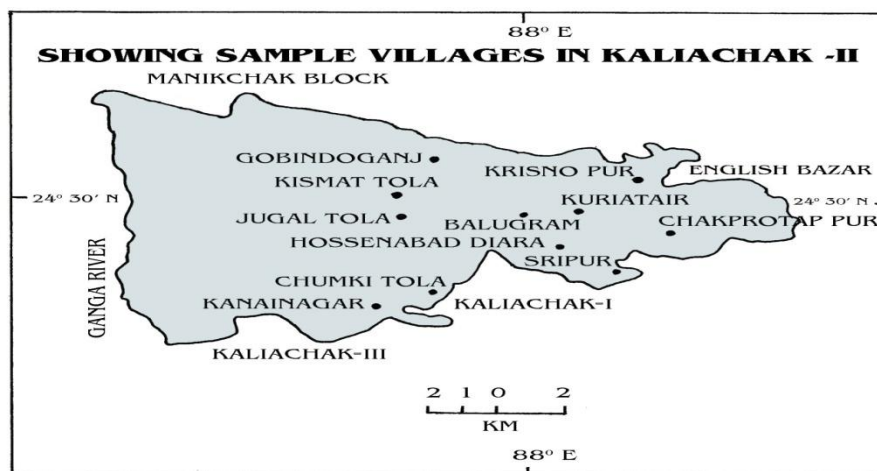 88° E
SHOWING SAMPLE VILLAGES IN KALIACHAK -II
MANIKCHAK BLOCK
GOBINDOGANJ
KRISNO PUR
ENGLISH BAZAR
KISMAT TOLA
24° 30' N
KURIATAIR
24° 30' N
JUGAL TOLA
BALUGRAM
CHAKPROTAP PUR
HOSSENABAD DIARA
SRIPUR
GANGA RIVER
CHUMKI TOLA
KANAINAGAR
KALIACHAK-I
KALIACHAK-III
2 1 0 2
KM
88° E